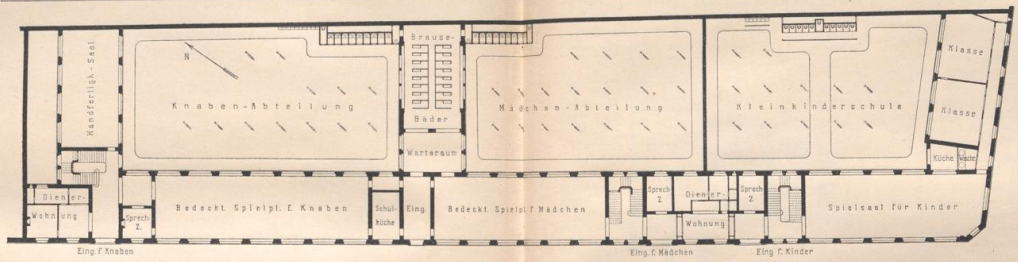 Handfertigk.-Saal
N
Knaben-Abteilung
Brause-
Bäder
Warteraum
Mädchen-Abteilung
Kleinkinderschule
Klasse
Klasse
Küche
Diener-
Wohnung
Sprech-
Z.
Bedeckt. Spielpl. f. Knaben
Schul-
küche
Eing.
Bedeckt. Spielpl. f. Mädchen
Sprech
Z.
Diener-
Wohnung
Sprech
Z.
Spielsaal für Kinder
Eing. f. Knaben
Eing. f. Mädchen
Eing. f. Kinder